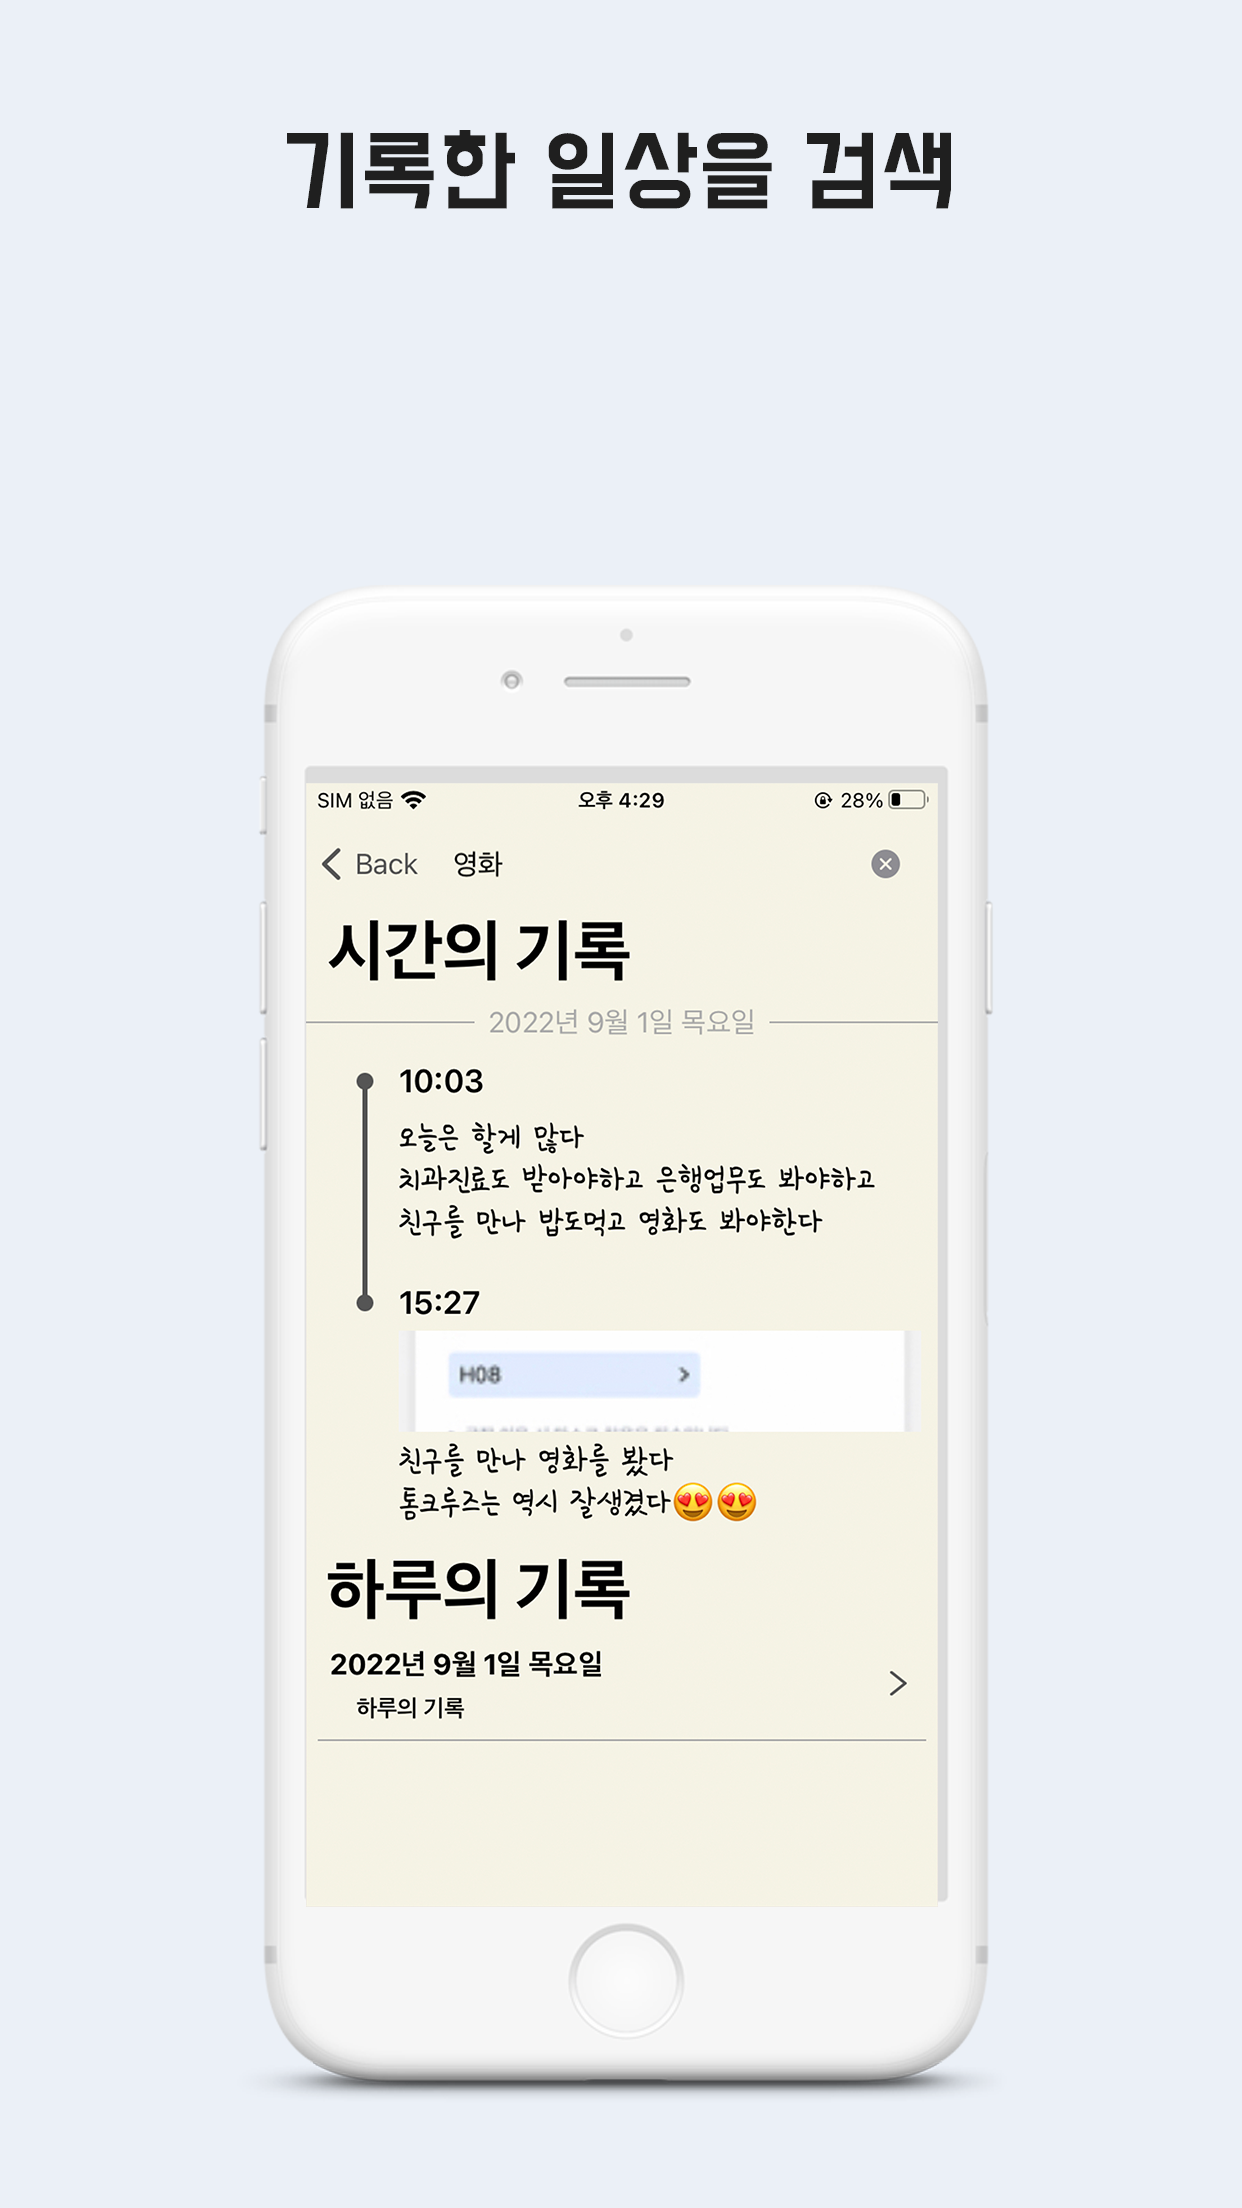 기록한 일상을 검색
SIM 없음 오후 4:29 28%
Back 영화
시간의 기록
2022년 9월 1일 목요일
10:03
오늘은 할게 많다
치과진료도 받아야하고 은행업무도 봐야하고
친구를 만나 밥도먹고 영화도 봐야한다
15:27
H08
친구를 만나 영화를 봤다
톰크루즈는 역시 잘생겼다😍😍
하루의 기록
2022년 9월 1일 목요일
하루의 기록